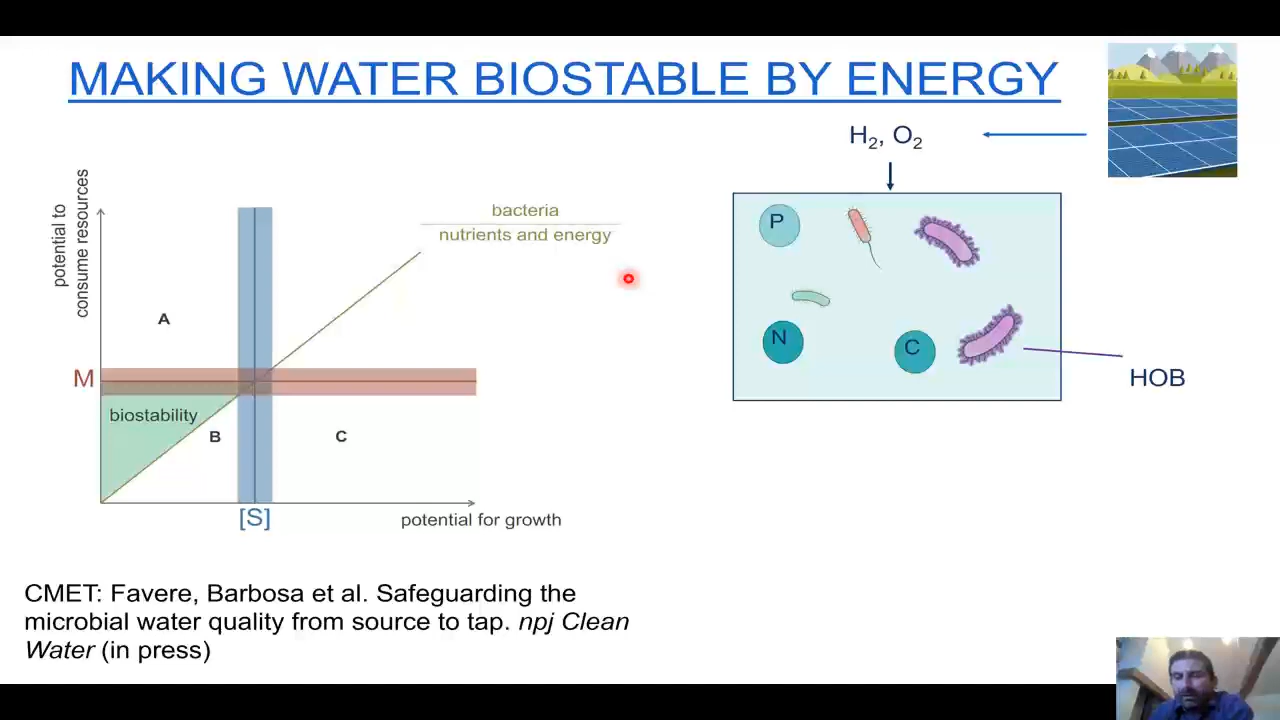 MAKING WATER BIOSTABLE BY ENERGY
H₂, O₂
potential to
consume resources
bacteria
nutrients and energy
A
M
biostability
B
C
[S]
potential for growth
P
N
C
HOB
CMET: Favere, Barbosa et al. Safeguarding the
microbial water quality from source to tap. npj Clean
Water (in press)